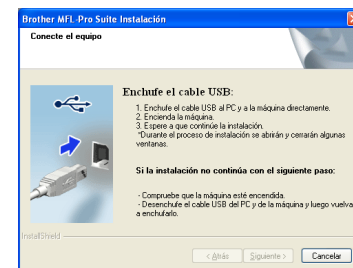 Brother MFL-Pro Suite Instalación
Conecte el equipo
Enchufe el cable USB:
1. Enchufe el cable USB al PC y a la máquina directamente.
2. Encienda la máquina.
3. Espere a que continúe la instalación.
*Durante el proceso de instalación se abrirán y cerrarán algunas
ventanas.
Si la instalación no continúa con el siguiente paso:
- Compruebe que la máquina esté encendida.
- Desenchufe el cable USB del PC y de la máquina y luego vuelva
a enchufarlo.
InstallShield
< Atrás Siguiente > Cancelar